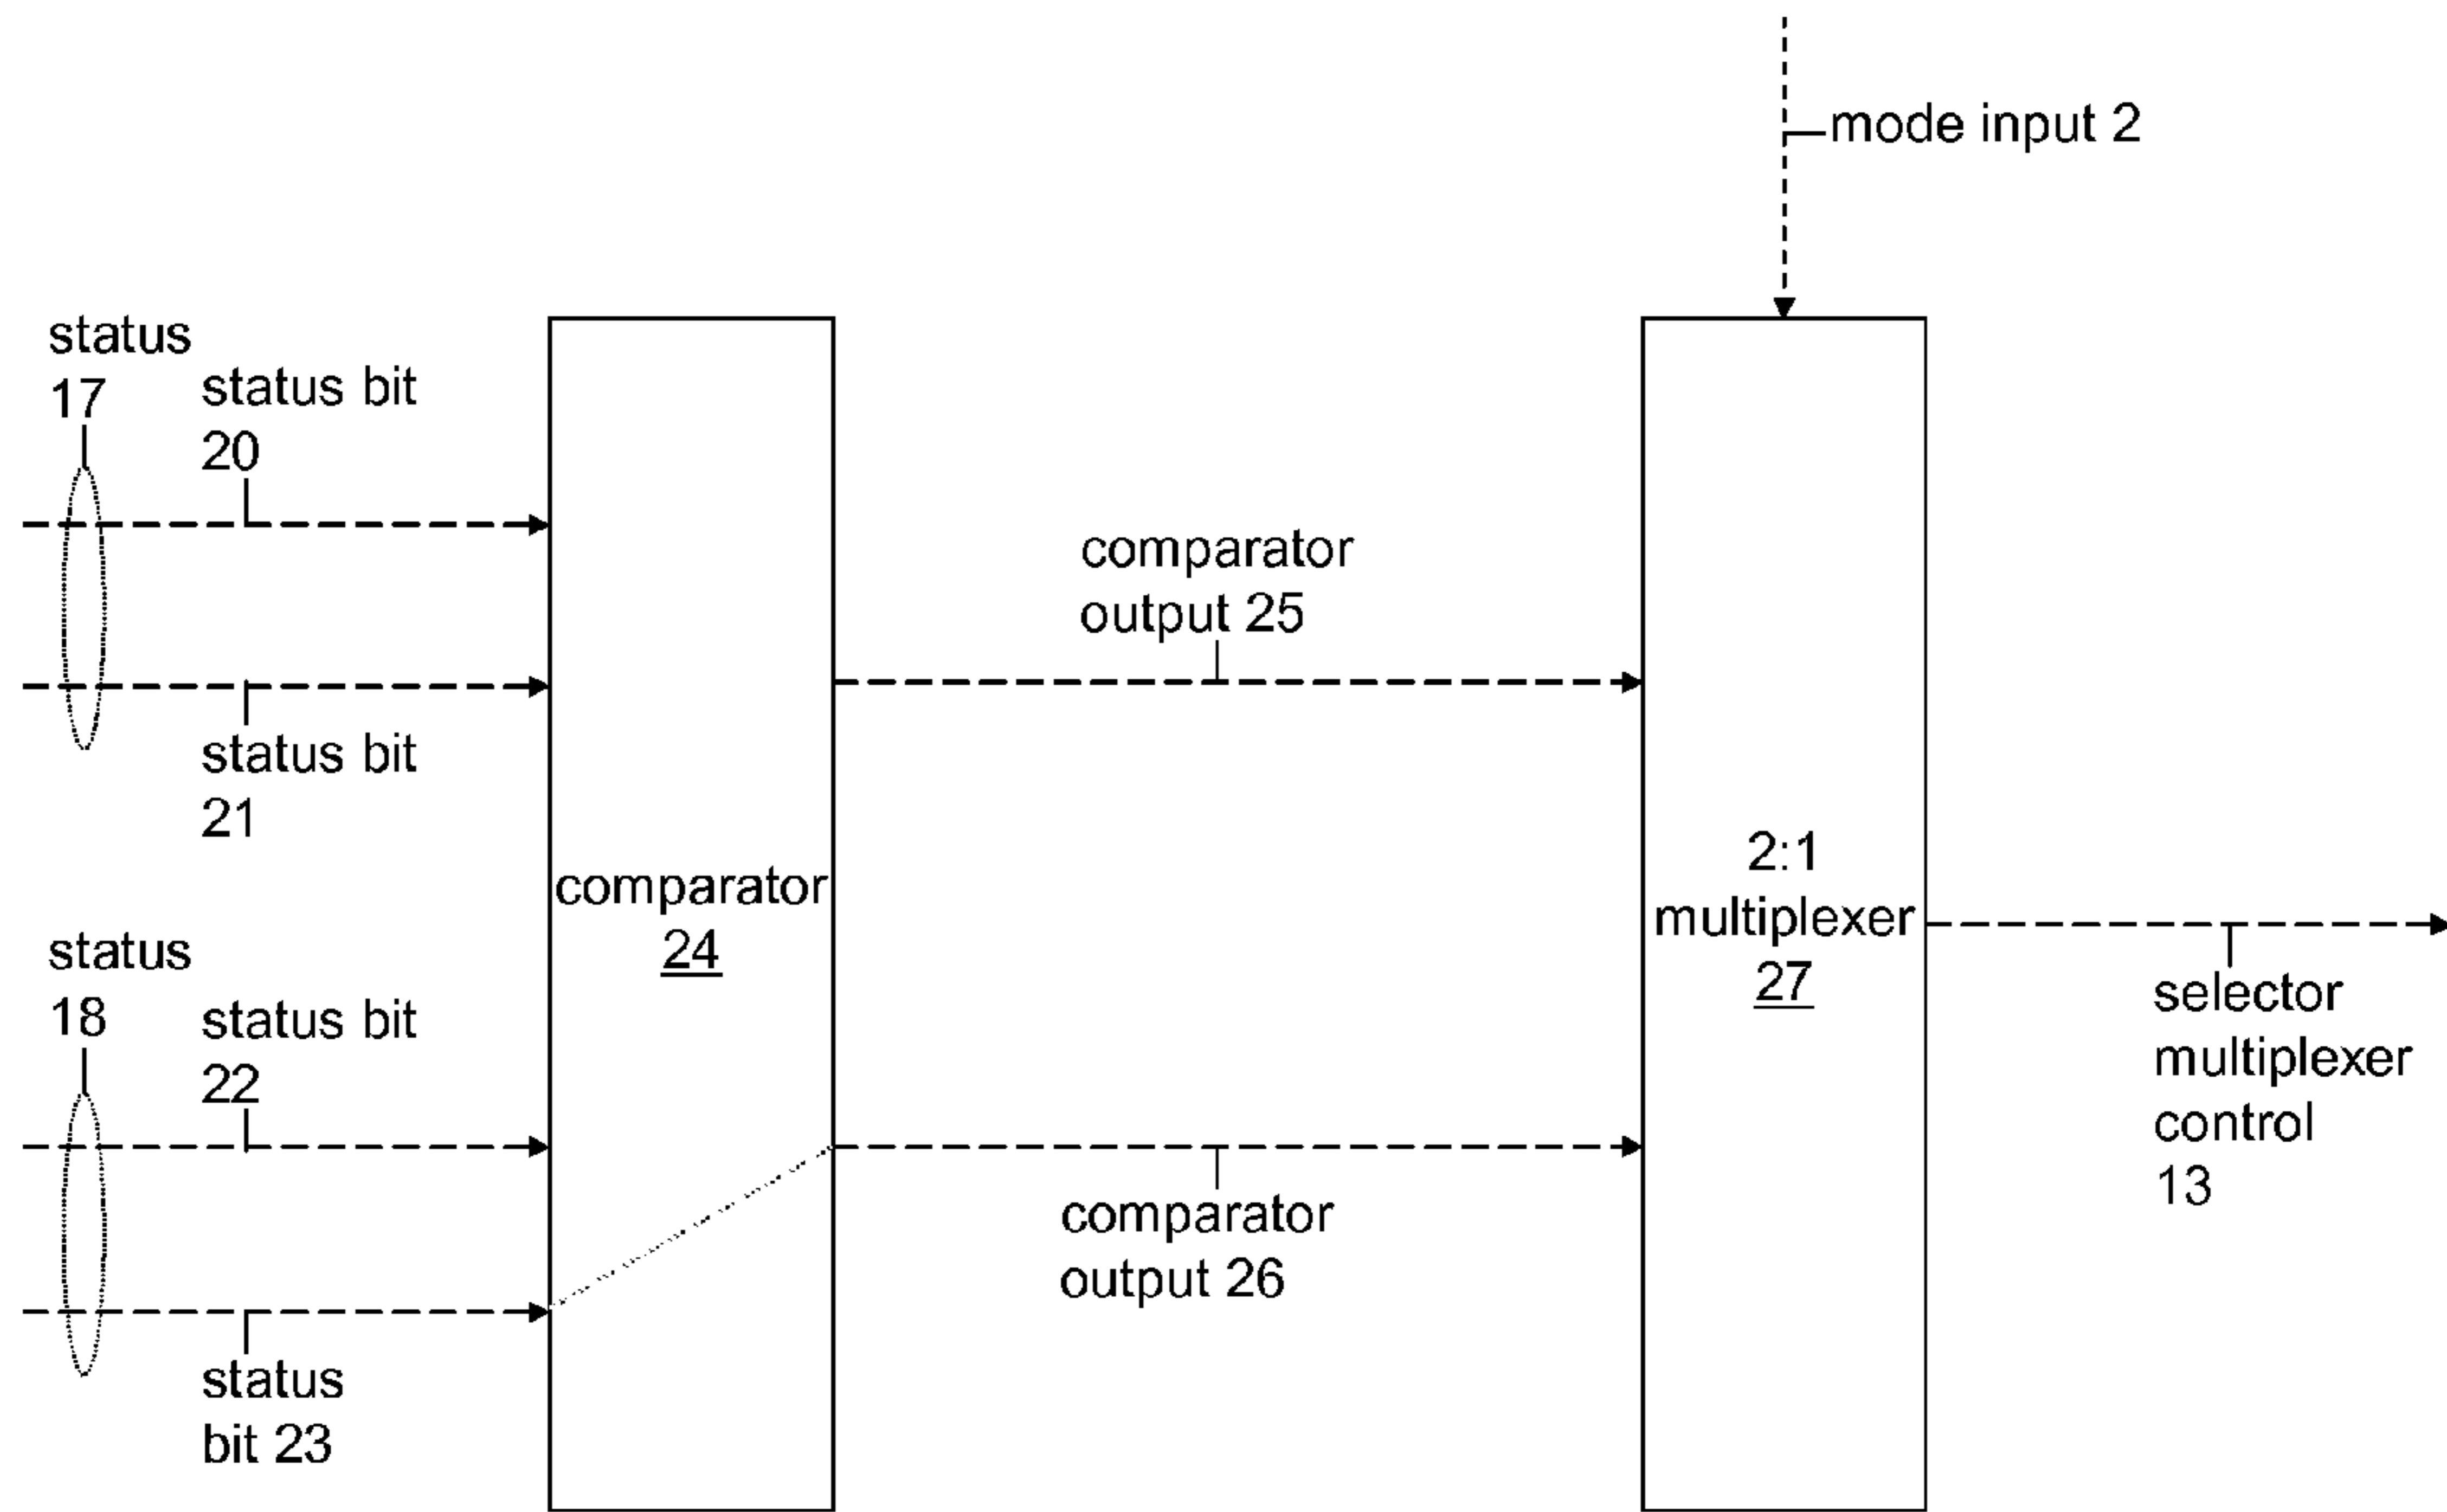 mode input 2
status
17
status bit
20
status bit
21
comparator
output 25
comparator
24
2:1
multiplexer
27
status
18
status bit
22
status
bit 23
comparator
output 26
selector
multiplexer
control
13